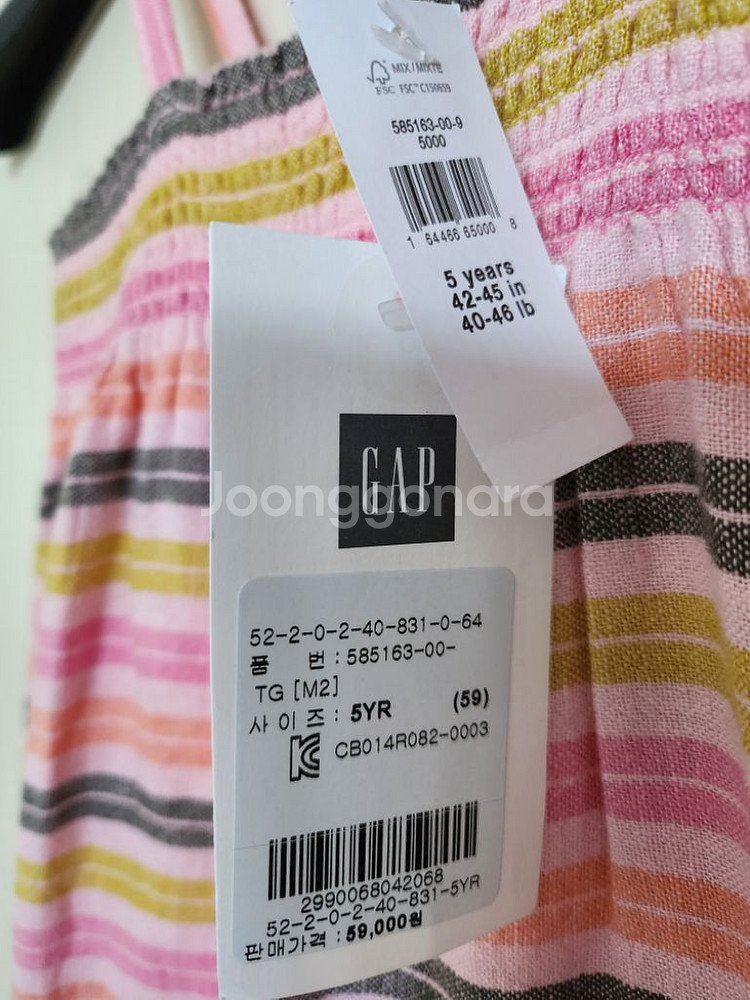 MIX/MIXTE
FSC FSC™ C150659
585163-00-9
5000
1 64466 65000 8
5 years
42-45 in
40-46 lb
GAP
Joonggonara
52-2-0-2-40-831-0-64
품 번 : 585163-00-
TG [M2]
사 이 즈 : 5YR (59)
CB014R082-0003
2990068042068
52-2-0-2-40-831-5YR
판매가격 : 59,000원